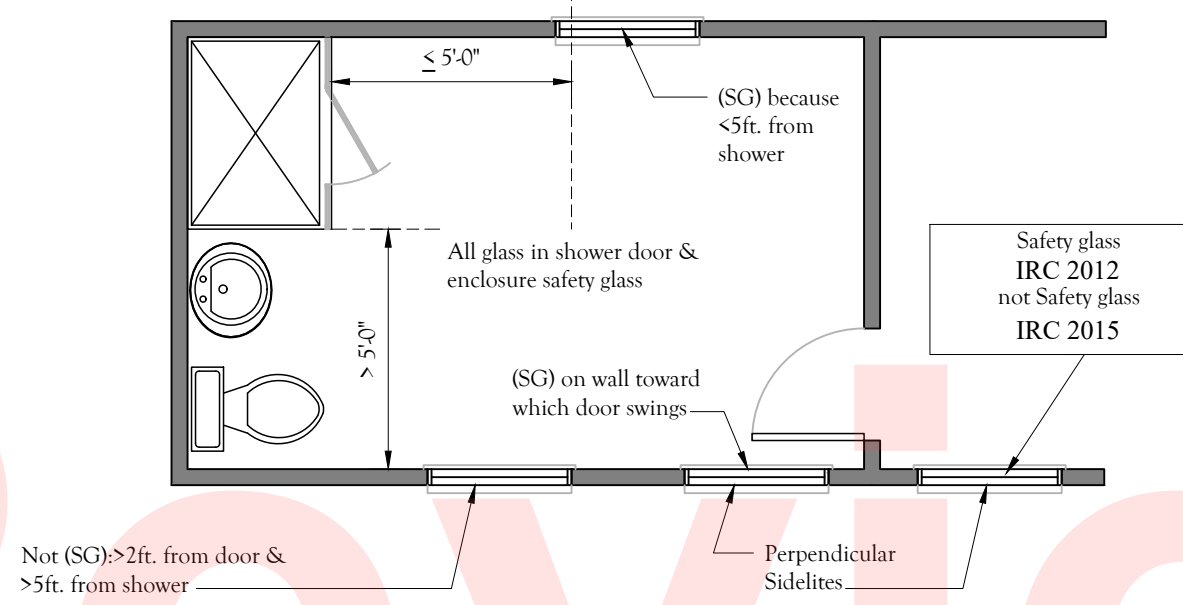 ≤ 5'-0"
(SG) because
<5ft. from
shower
All glass in shower door &
enclosure safety glass
Safety glass
IRC 2012
not Safety glass
IRC 2015
> 5'-0"
(SG) on wall toward
which door swings
Not (SG):>2ft. from door &
>5ft. from shower
Perpendicular
Sidelites